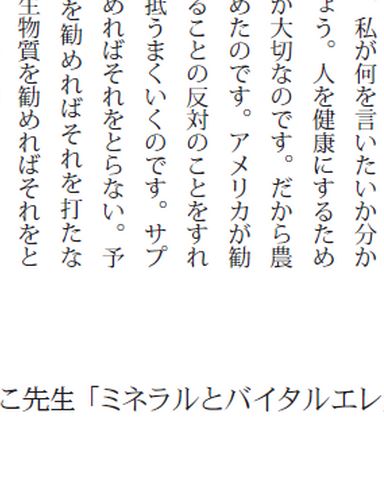 、私が何を言いたいか分か
ょう。人を健康にするため
が大切なのです。だから農
めたのです。アメリカが勧
ることの反対のことをすれ
抵うまくいくのです。サプ
めればそれをとらない。予
を勧めればそれを打たな
生物質を勧めればそれをと
こ先生「ミネラルとバイタルエレ